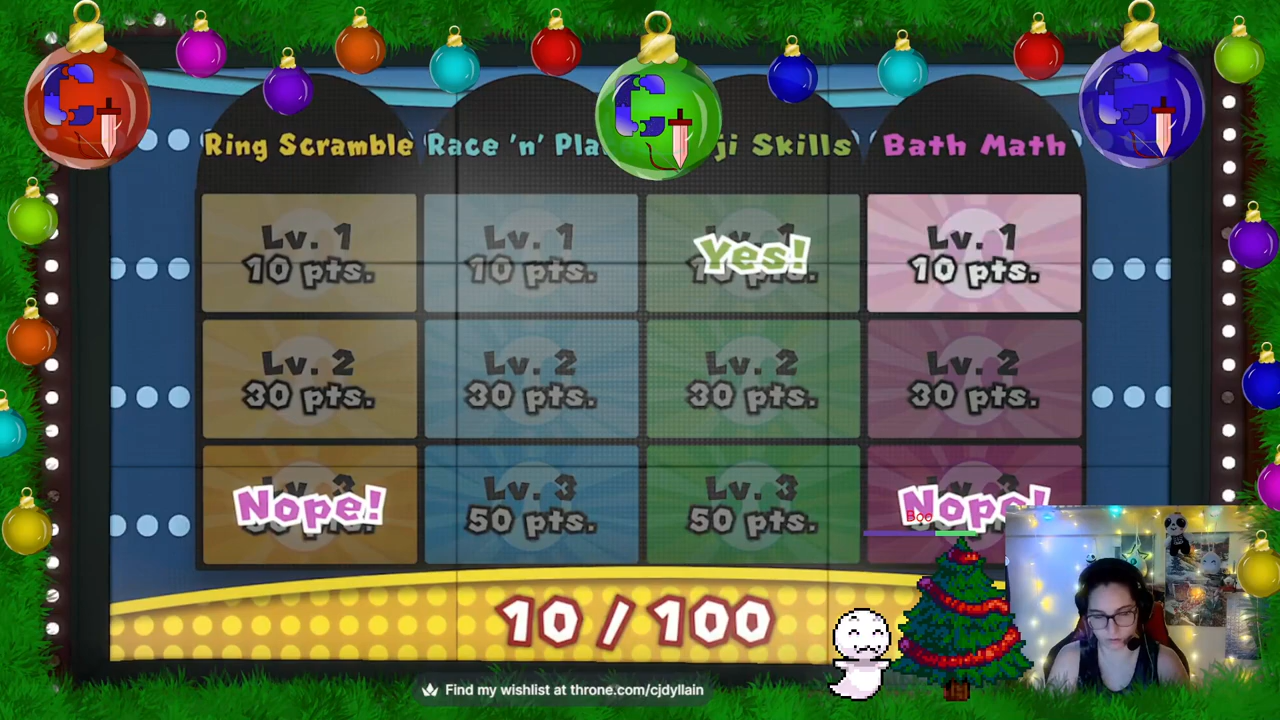 Ring Scramble Race 'n' Pla ji Skills Bath Math
Lv. 1 Lv. 1 Yes! Lv. 1
10 pts. 10 pts. 10 pts.
Lv. 2 Lv. 2 Lv. 2 Lv. 2
30 pts. 30 pts. 30 pts. 30 pts.
Nope! Lv. 3 Lv. 3 Nope!
50 pts. 50 pts.
Boo
10 / 100
Find my wishlist at throne.com/cjdyllain